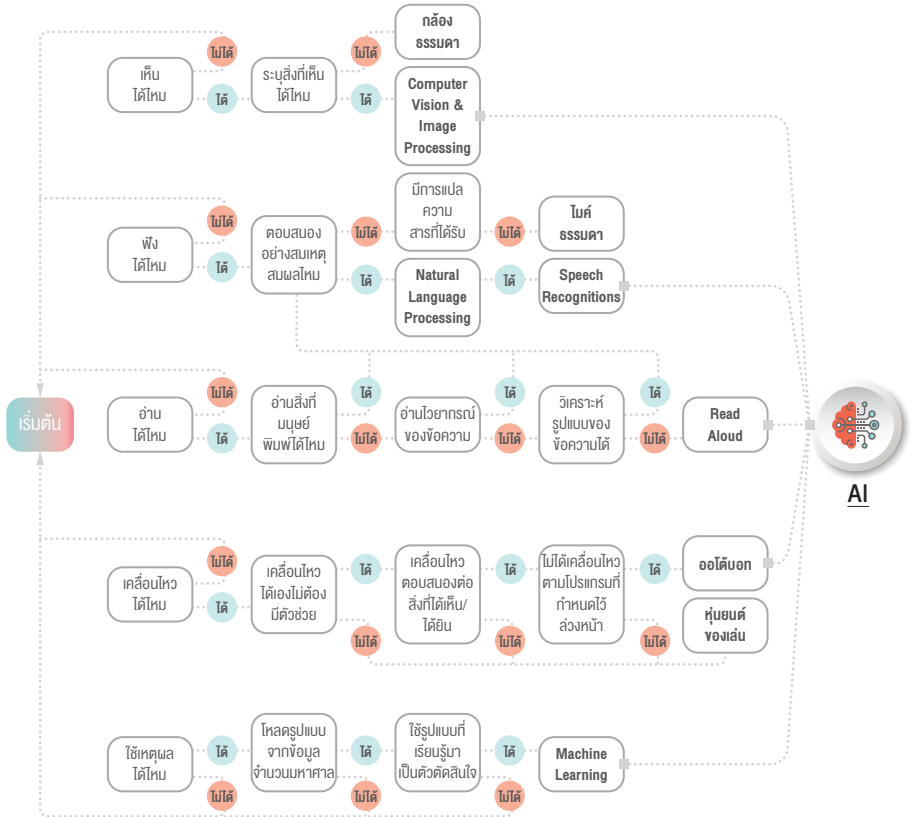 กล้อง
ธรรมดา
ไม่ได้
ไม่ได้
เห็น
ได้ไหม
ได้
ระบุสิ่งที่เห็น
ได้ไหม
ได้
Computer
Vision &
Image
Processing
ไม่ได้
ฟัง
ได้ไหม
ได้
ตอบสนอง
อย่างสมเหตุ
สมผลไหม
ไม่ได้
มีการแปล
ความ
สารที่ได้รับ
ไม่ได้
ไมค์
ธรรมดา
ได้
Natural
Language
Processing
ได้
Speech
Recognitions
เริ่มต้น
ไม่ได้
อ่าน
ได้ไหม
ได้
อ่านสิ่งที่
มนุษย์
พิมพ์ได้ไหม
ได้
ไม่ได้
อ่านไวยากรณ์
ของข้อความ
ได้
ไม่ได้
วิเคราะห์
รูปแบบของ
ข้อความได้
ได้
ไม่ได้
Read
Aloud
AI
ไม่ได้
เคลื่อนไหว
ได้ไหม
ได้
เคลื่อนไหว
ได้เองไม่ต้อง
มีตัวช่วย
ได้
ไม่ได้
เคลื่อนไหว
ตอบสนองต่อ
สิ่งที่ได้เห็น/
ได้ยิน
ได้
ไม่ได้
ไม่ได้เคลื่อนไหว
ตามโปรแกรมที่
กำหนดไว้
ล่วงหน้า
ได้
ไม่ได้
ออโต้บอท
หุ่นยนต์
ของเล่น
ใช้เหตุผล
ได้ไหม
ได้
ไม่ได้
โหลดรูปแบบ
จากข้อมูล
จำนวนมหาศาล
ได้
ไม่ได้
ใช้รูปแบบที่
เรียนรู้มา
เป็นตัวตัดสินใจ
ได้
ไม่ได้
Machine
Learning